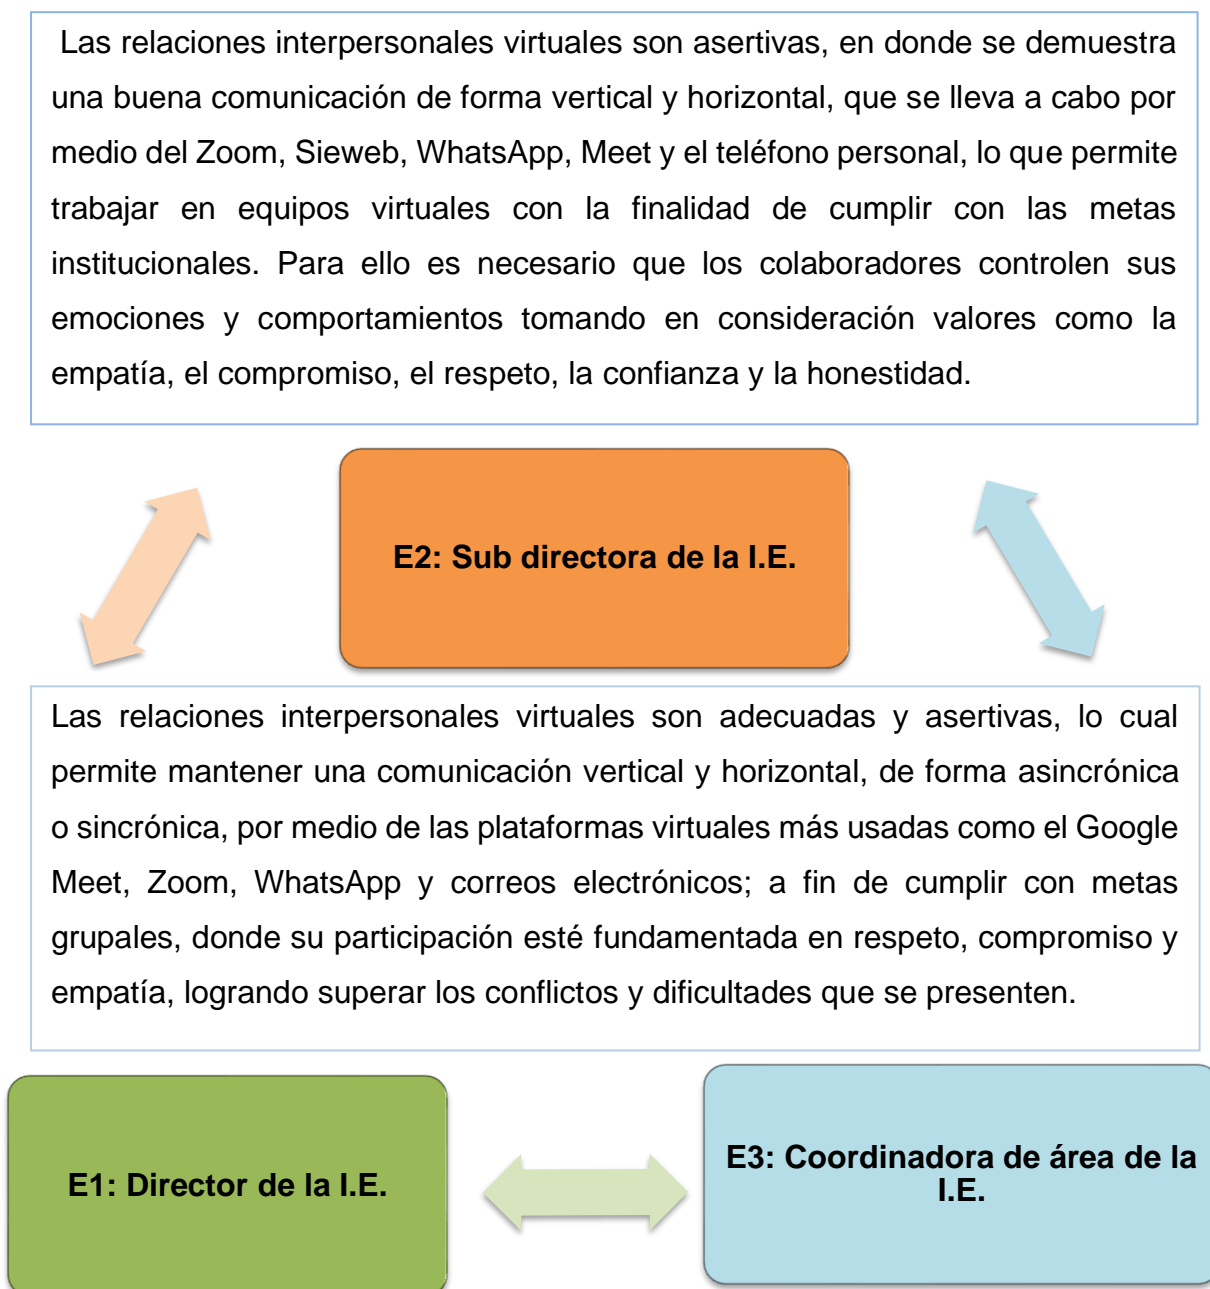 Las relaciones interpersonales virtuales son asertivas, en donde se demuestra
una buena comunicación de forma vertical y horizontal, que se lleva a cabo por
medio del Zoom, Sieweb, WhatsApp, Meet y el teléfono personal, lo que permite
trabajar en equipos virtuales con la finalidad de cumplir con las metas
institucionales. Para ello es necesario que los colaboradores controlen sus
emociones y comportamientos tomando en consideración valores como la
empatía, el compromiso, el respeto, la confianza y la honestidad.
E2: Sub directora de la I.E.
Las relaciones interpersonales virtuales son adecuadas y asertivas, lo cual
permite mantener una comunicación vertical y horizontal, de forma asincrónica
o sincrónica, por medio de las plataformas virtuales más usadas como el Google
Meet, Zoom, WhatsApp y correos electrónicos; a fin de cumplir con metas
grupales, donde su participación esté fundamentada en respeto, compromiso y
empatía, logrando superar los conflictos y dificultades que se presenten.
E1: Director de la I.E.
E3: Coordinadora de área de la
I.E.